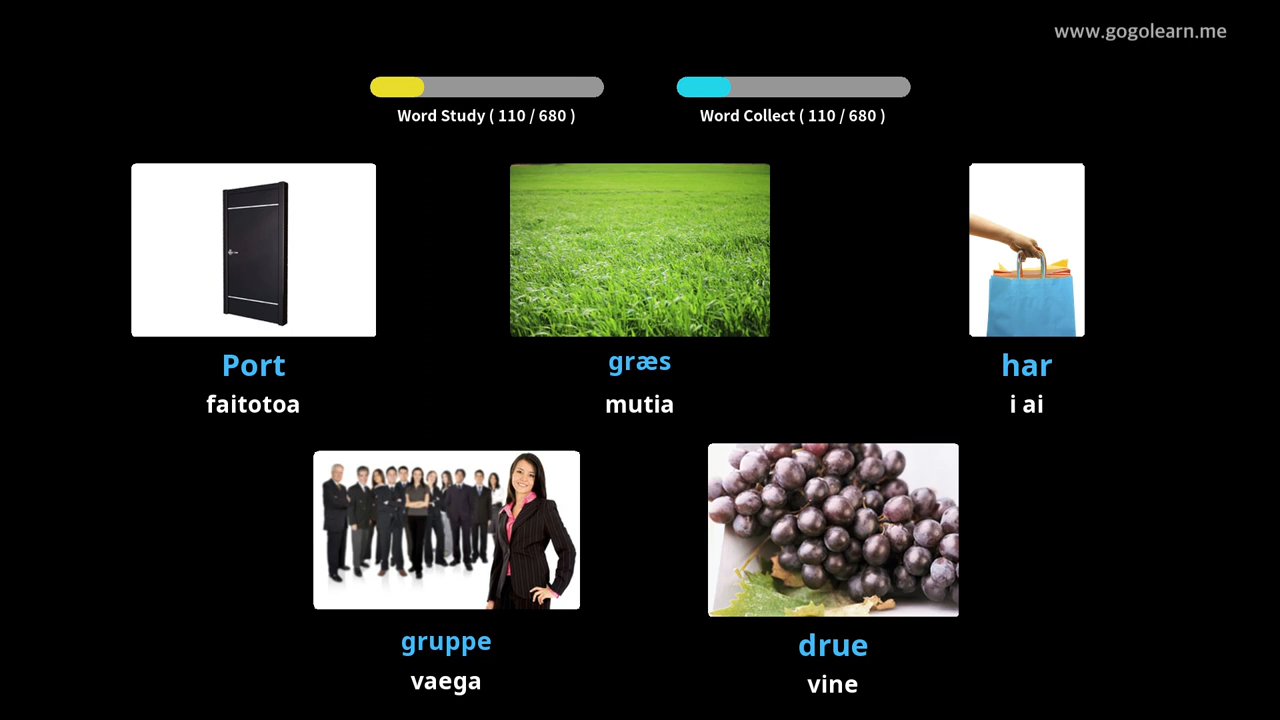 www.gogolearn.me
Word Study ( 110 / 680 )
Word Collect ( 110 / 680 )
Port
faitotoa
græs
mutia
har
i ai
gruppe
vaega
drue
vine